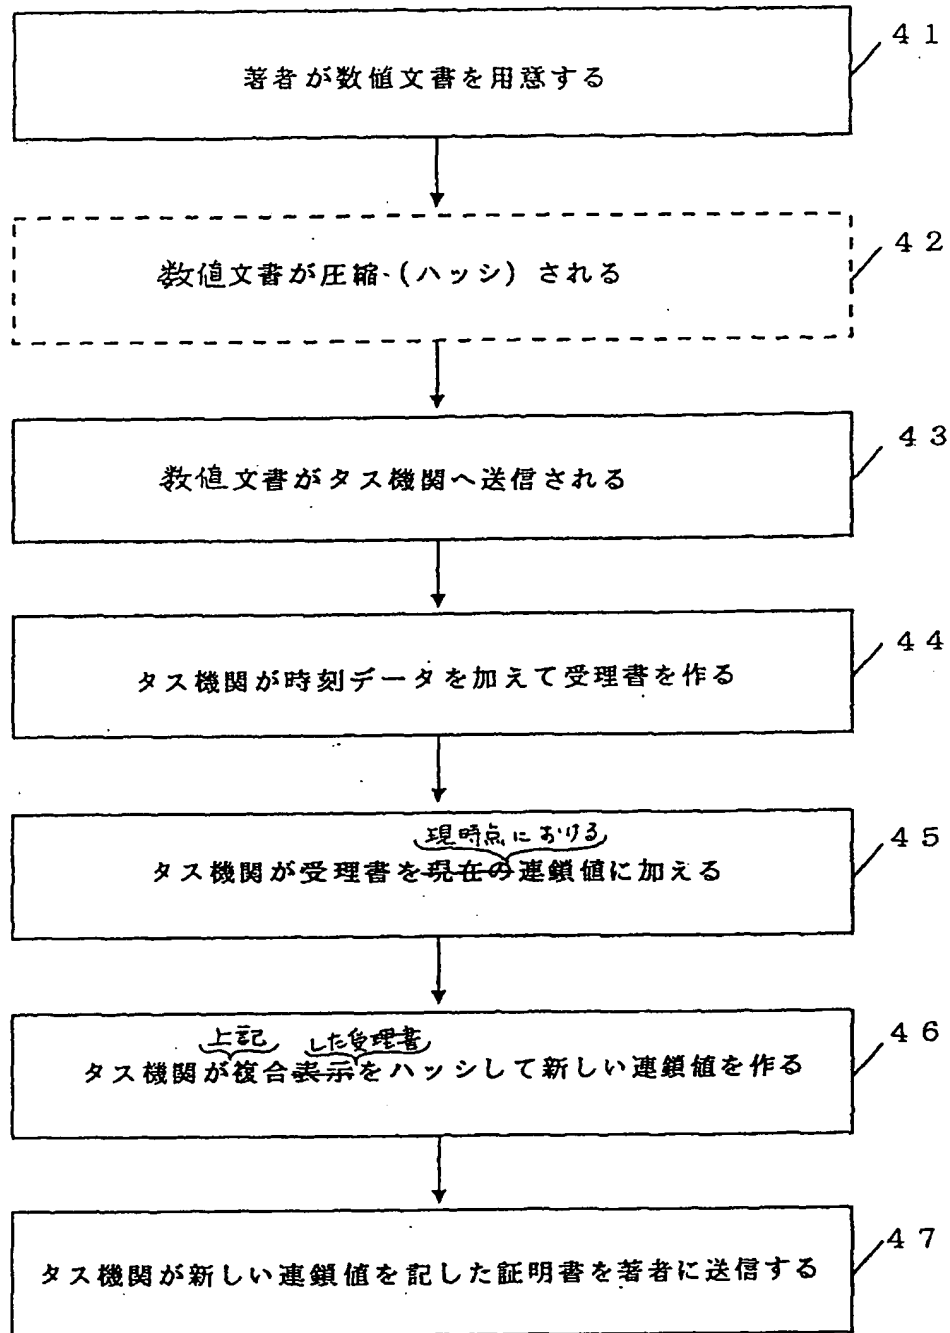 41
著者が数値文書を用意する
42
数値文書が圧縮・(ハッシ)される
43
数値文書がタス機関へ送信される
44
タス機関が時刻データを加えて受理書を作る
45
現時点における
タス機関が受理書を現在の連鎖値に加える
46
上記 した受理書
タス機関が複合表示をハッシして新しい連鎖値を作る
47
タス機関が新しい連鎖値を記した証明書を著者に送信する